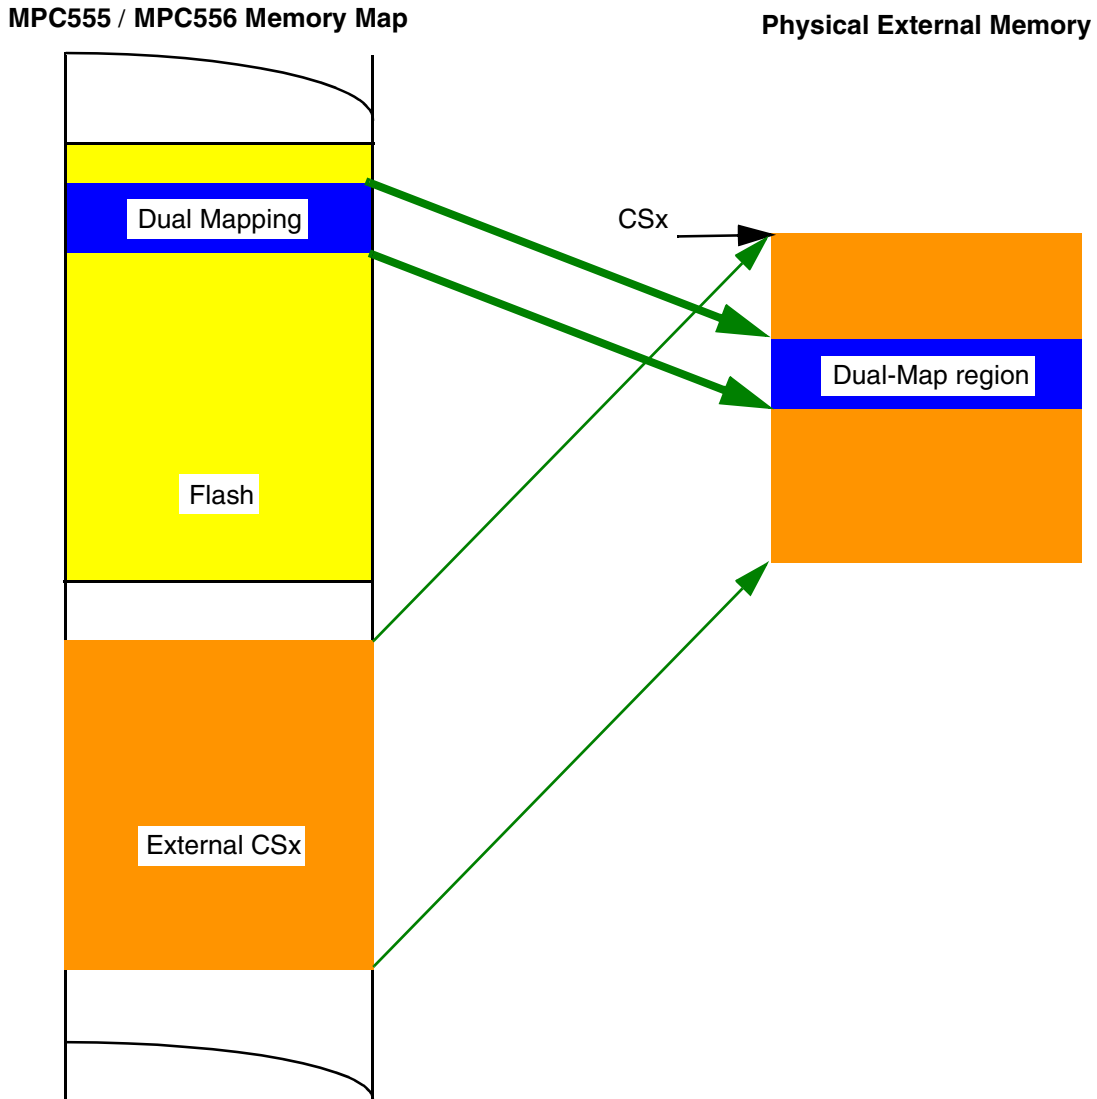 MPC555 / MPC556 Memory Map
Physical External Memory
Dual Mapping
CSx
Dual-Map region
Flash
External CSx